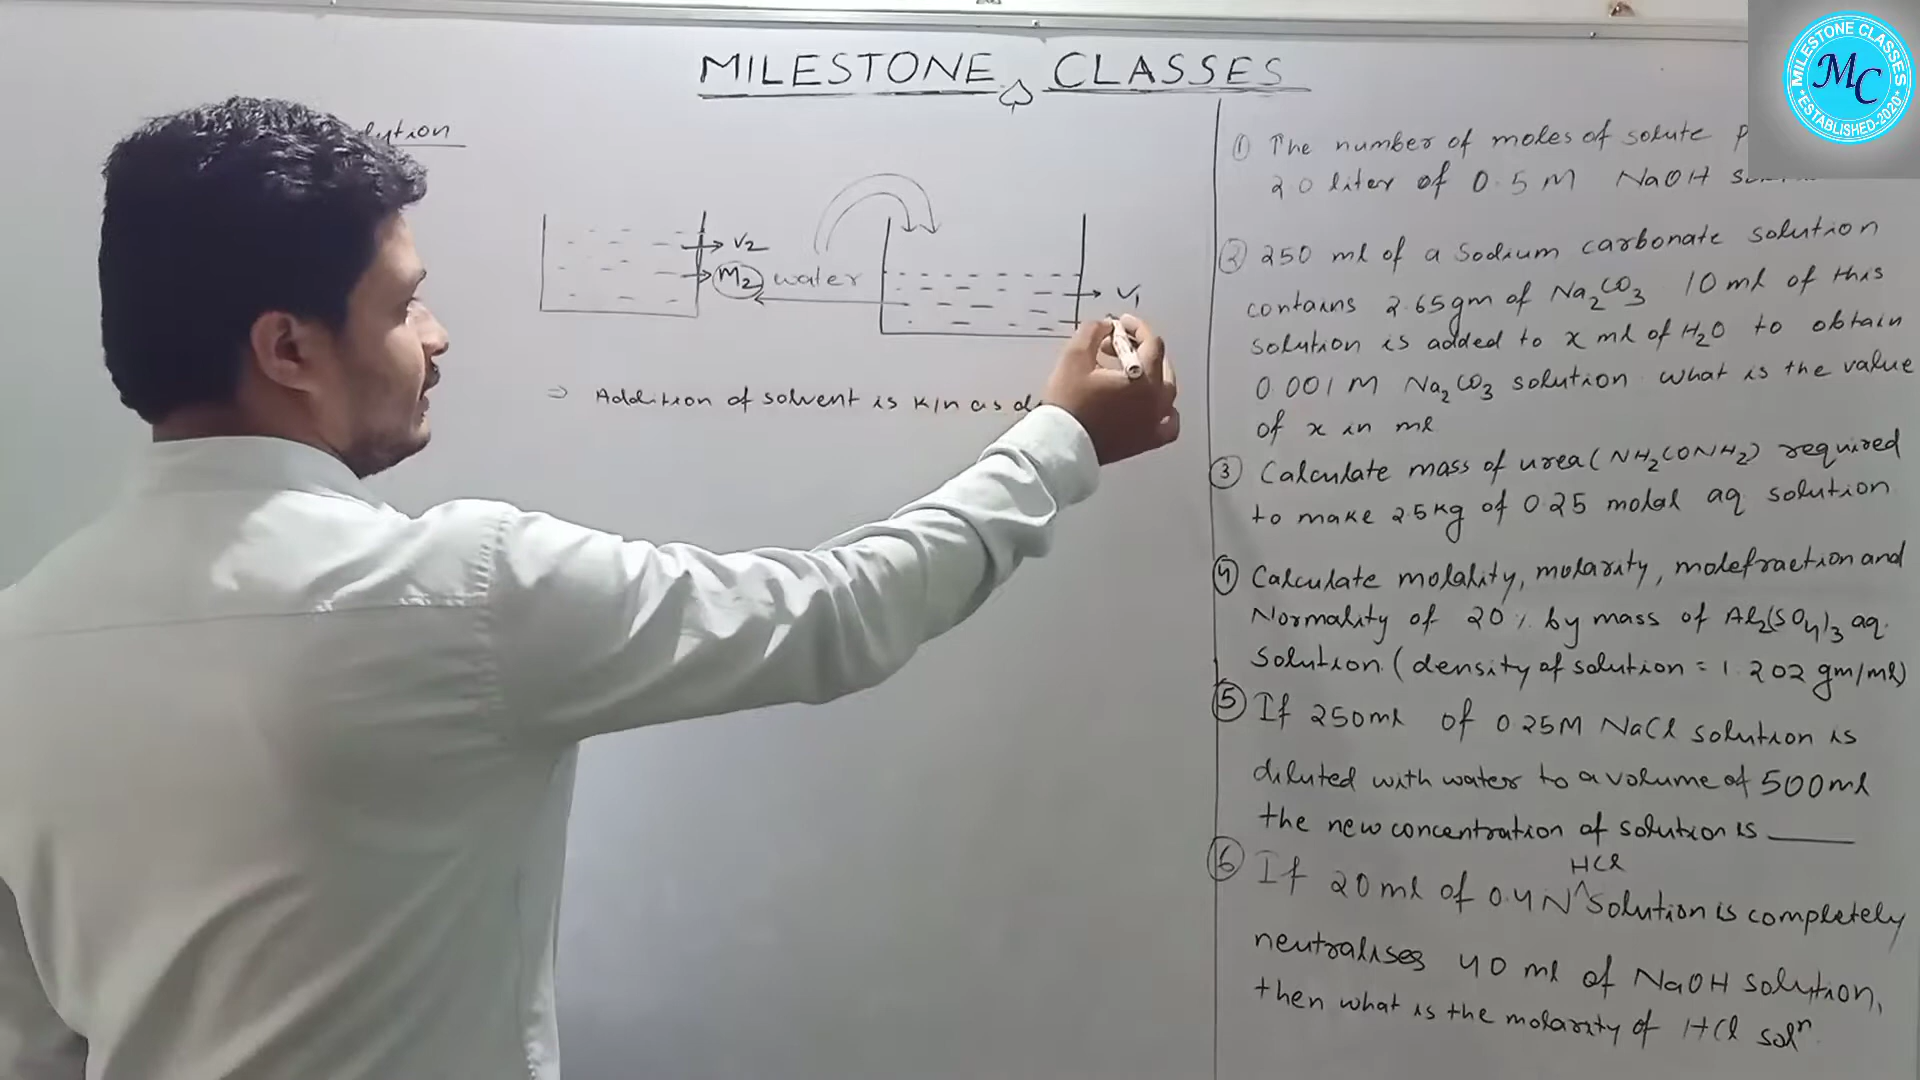 MILESTONE CLASSES
MILESTONE CLASSES
MC
ESTABLISHED-2020
V2
M2 water
V1
⇒ Addition of solvent is K/n as
① The number of moles of solute
2.0 liter of 0.5 M NaOH
② 250 ml of a Sodium carbonate solution
contains 2.65gm of Na2CO3 10 ml of this
solution is added to x ml of H2O to obtain
0.001 M Na2CO3 solution. what is the value
of x in ml
③ Calculate mass of urea (NH2CONH2) required
to make 2.5kg of 0.25 molal aq. solution
④ Calculate molality, molarity, molefraction and
Normality of 20% by mass of Al2(SO4)3 aq.
Solution (density of solution = 1.202 gm/ml)
⑤ If 250ml of 0.25M NaCl solution is
diluted with water to a volume of 500ml
the new concentration of solution is ____
HCl
⑥ If 20 ml of 0.4 N ^ solution is completely
neutralises 40 ml of NaOH solution,
then what is the molarity of HCl solⁿ.